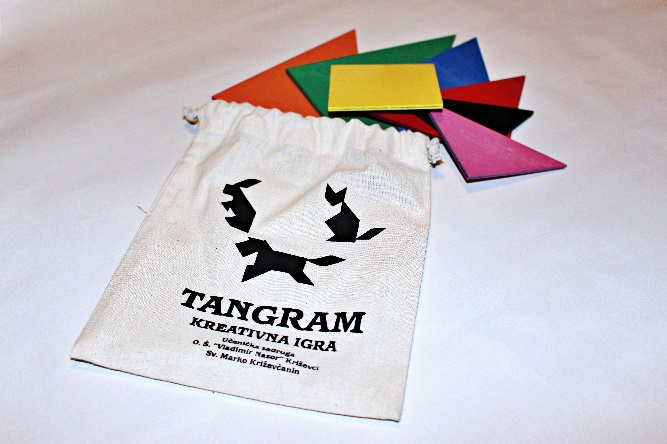 TANGRAM
KREATIVNA IGRA
Učenička zadruga
O. Š. "Vladimir Nazor" Križevci
Sv. Marko Križevčanin